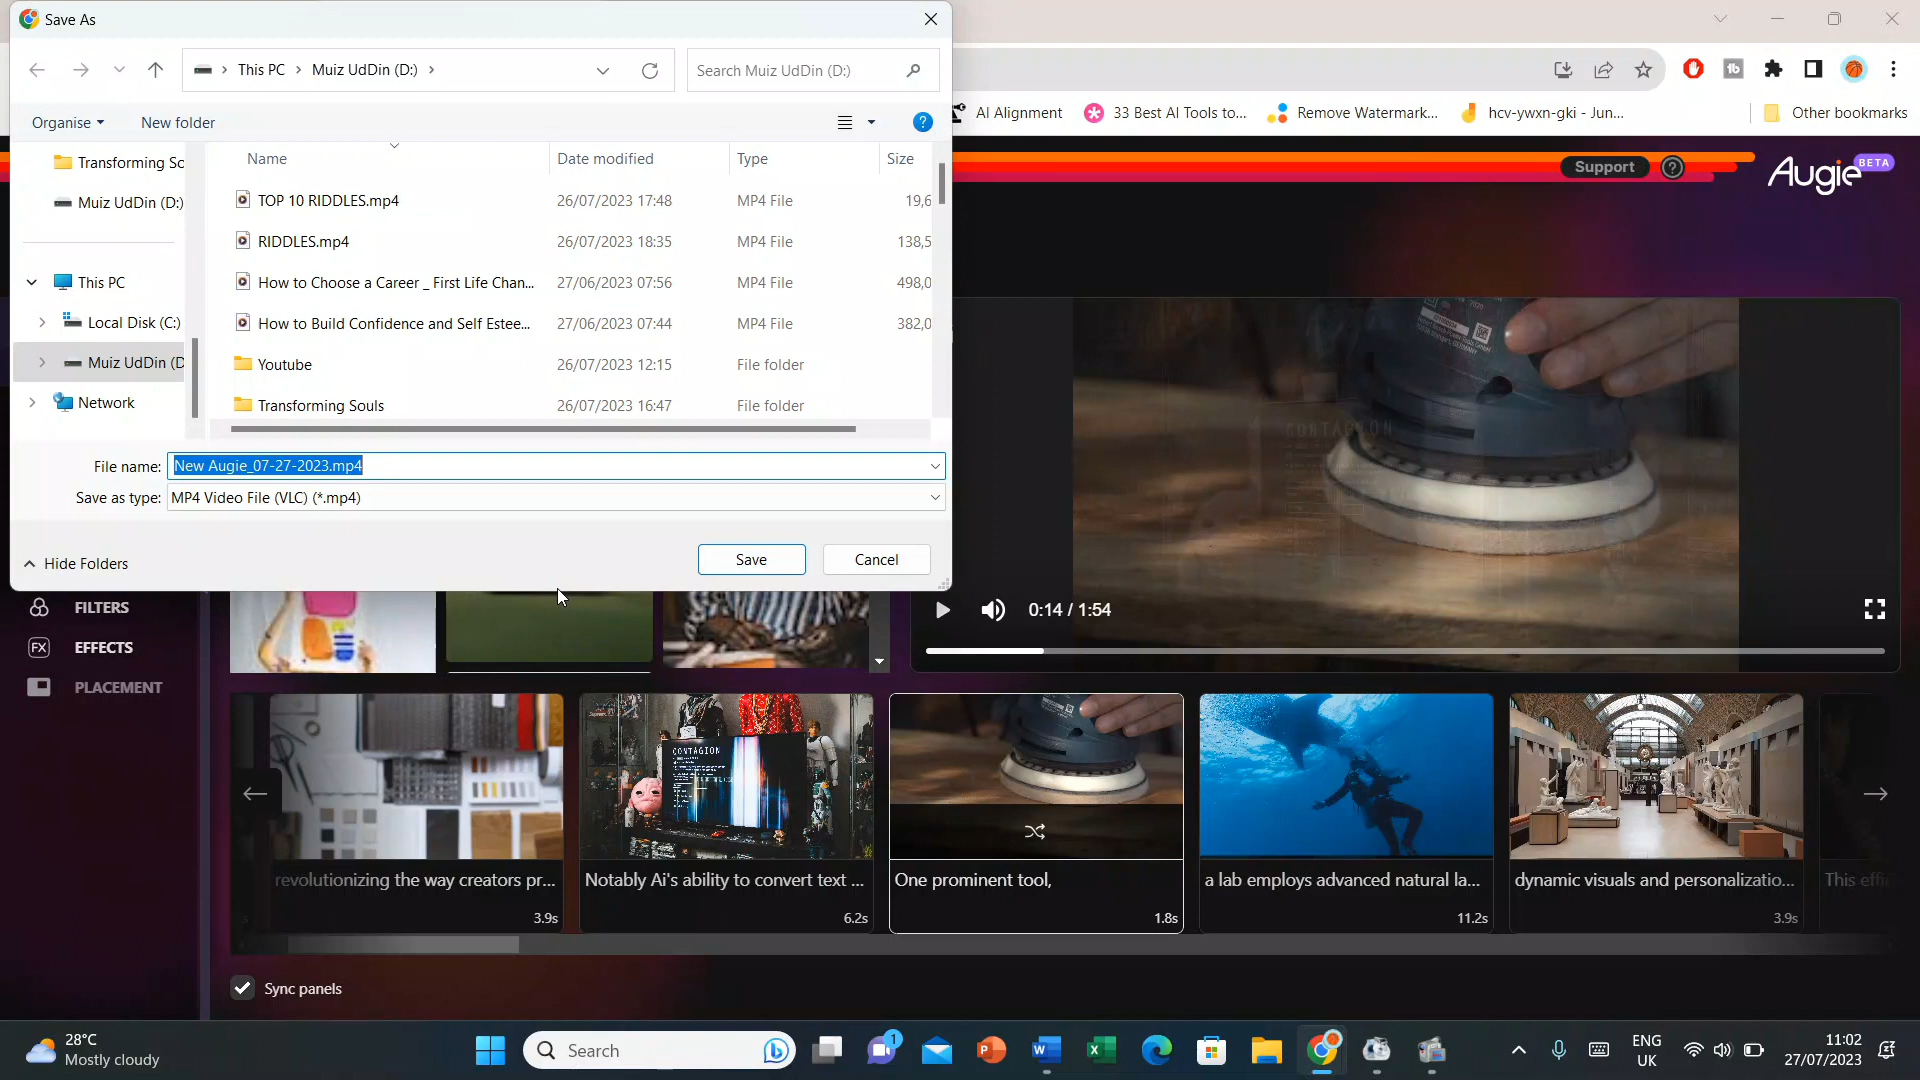 Save As
This PC
Muiz UdDin (D:)
Search Muiz UdDin (D:)
Organise
New folder
AI Alignment
33 Best AI Tools to...
Remove Watermark...
hcv-ywxn-gki - Jun...
Other bookmarks
Transforming Sc
Muiz UdDin (D:)
This PC
Local Disk (C:)
Muiz UdDin (D
Network
Name
Date modified
Type
Size
TOP 10 RIDDLES.mp4
26/07/2023 17:48
MP4 File
19,6
RIDDLES.mp4
26/07/2023 18:35
MP4 File
138,5
How to Choose a Career _ First Life Chan...
27/06/2023 07:56
MP4 File
498,0
How to Build Confidence and Self Estee...
27/06/2023 07:44
MP4 File
382,0
Youtube
26/07/2023 12:15
File folder
Transforming Souls
26/07/2023 16:47
File folder
File name:
New Augie_07-27-2023.mp4
Save as type:
MP4 Video File (VLC) (*.mp4)
Hide Folders
Save
Cancel
Support
Augie
BETA
CONTAGION
0:14 / 1:54
FILTERS
FX
EFFECTS
PLACEMENT
CONTAGION
revolutionizing the way creators pr...
3.9s
Notably Ai's ability to convert text ...
6.2s
One prominent tool,
1.8s
a lab employs advanced natural la...
11.2s
dynamic visuals and personalizatio...
3.9s
This effi
Sync panels
28°C
Mostly cloudy
Search
1
ENG
UK
11:02
27/07/2023